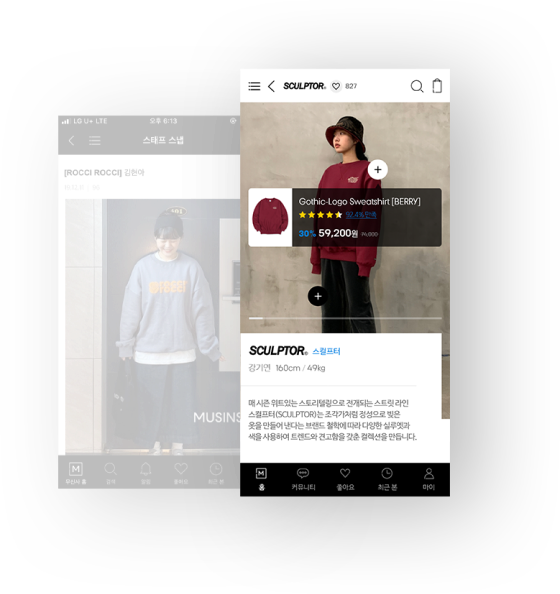 LG U+ LTE
오후 6:13
스태프 스냅
[ROCCI ROCCI] 김현아
MUSINS
무신사 홈
검색
알림
좋아요
최근 본
SCULPTOR
827
Gothic-Logo Sweatshirt [BERRY]
92.4%만족
30% 59,200원
SCULPTOR 스컬프터
강기연 160cm / 49kg
매 시즌 위트있는 스토리텔링으로 전개되는 스트릿 라인
스컬프터(SCULPTOR)는 조각가처럼 정성으로 빚은
옷을 만들어 낸다는 브랜드 철학에 따라 다양한 실루엣과
색을 사용하여 트렌드와 견고함을 갖춘 컬렉션을 만듭니다.
M
홈
커뮤니티
좋아요
최근 본
마이